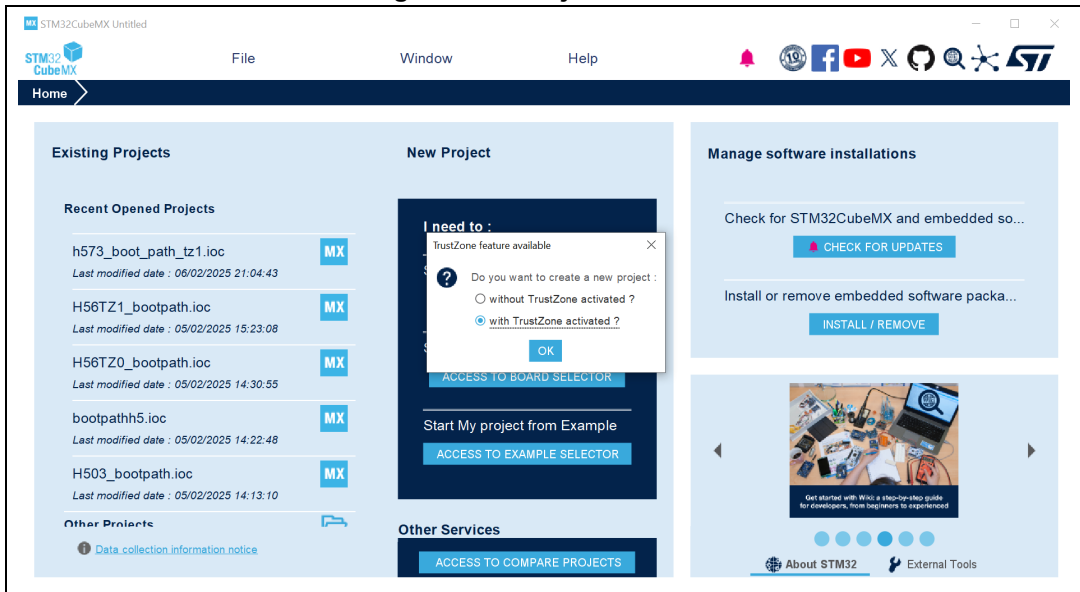 MX STM32CubeMX Untitled
STM32
CubeMX
File
Window
Help
10
Home
Existing Projects
Recent Opened Projects
h573_boot_path_tz1.ioc
Last modified date : 06/02/2025 21:04:43
MX
H56TZ1_bootpath.ioc
Last modified date : 05/02/2025 15:23:08
MX
H56TZ0_bootpath.ioc
Last modified date : 05/02/2025 14:30:55
MX
bootpathh5.ioc
Last modified date : 05/02/2025 14:22:48
MX
H503_bootpath.ioc
Last modified date : 05/02/2025 14:13:10
MX
Other Projects
Data collection information notice
New Project
I need to :
TrustZone feature available
Do you want to create a new project :
without TrustZone activated ?
with TrustZone activated ?
OK
ACCESS TO BOARD SELECTOR
Start My project from Example
ACCESS TO EXAMPLE SELECTOR
Other Services
ACCESS TO COMPARE PROJECTS
Manage software installations
Check for STM32CubeMX and embedded so...
CHECK FOR UPDATES
Install or remove embedded software packa...
INSTALL / REMOVE
Get started with Wiki: a step-by-step guide
for developers, from beginners to experienced
About STM32
External Tools